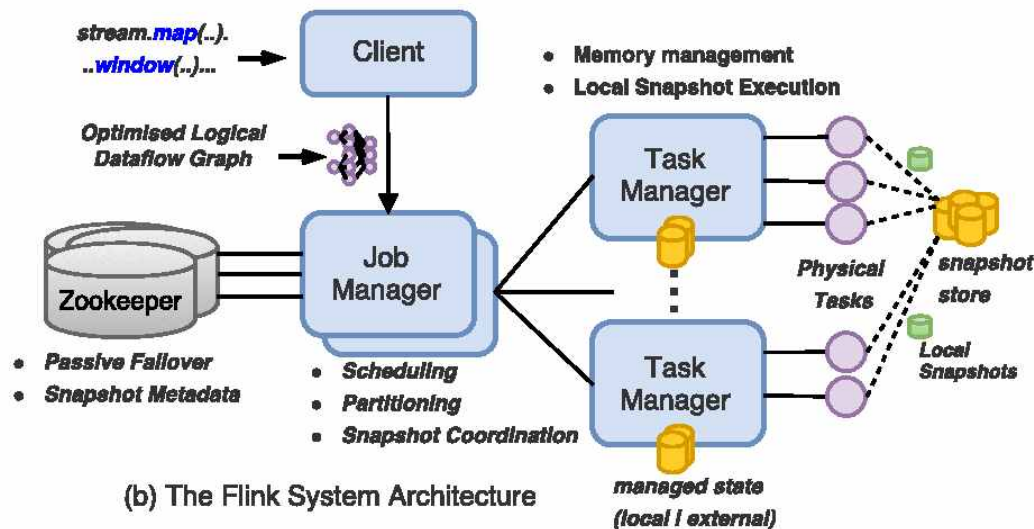 stream.map(..).
..window(..)...
Client
Optimised Logical
Dataflow Graph
Zookeeper
Passive Failover
Snapshot Metadata
Job
Manager
Scheduling
Partitioning
Snapshot Coordination
Memory management
Local Snapshot Execution
Task
Manager
Task
Manager
Physical
Tasks
snapshot
store
Local
Snapshots
managed state
(local / external)
(b) The Flink System Architecture